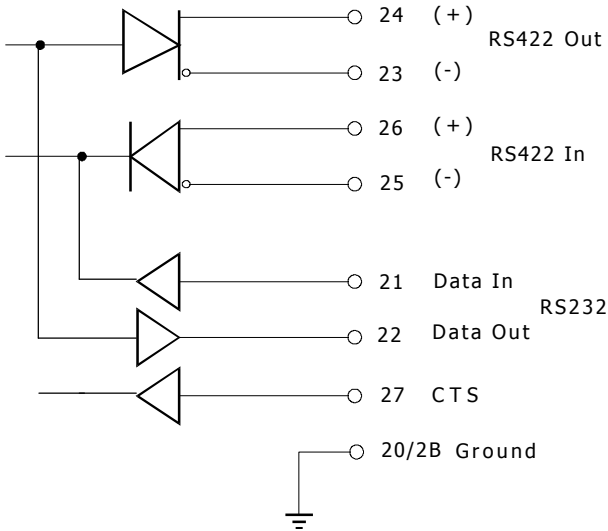 24 (+)
RS422 Out
23 (-)
26 (+)
RS422 In
25 (-)
21 Data In
RS232
22 Data Out
27 CTS
20/2B Ground